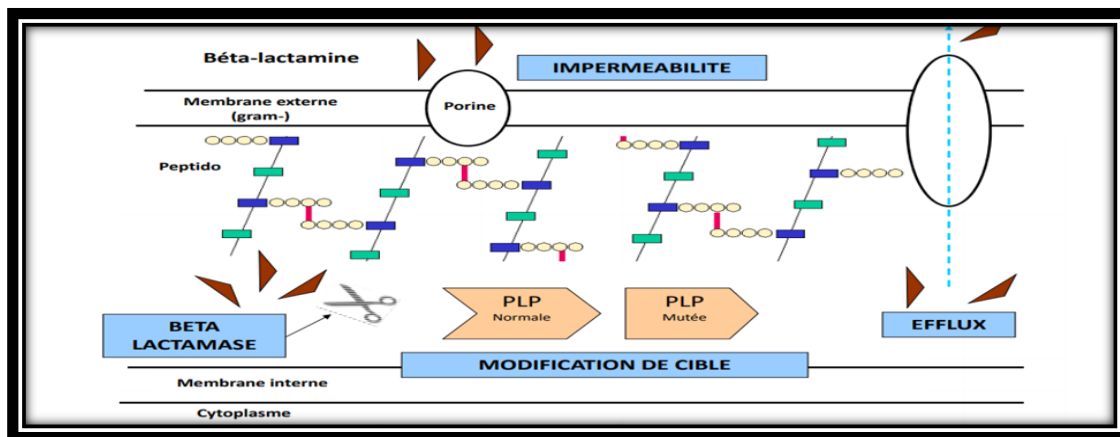 Béta-lactamine
IMPERMEABILITE
Membrane externe
(gram-)
Porine
Peptido
PLP
Normale
PLP
Mutée
BETA
LACTAMASE
EFFLUX
MODIFICATION DE CIBLE
Membrane interne
Cytoplasme